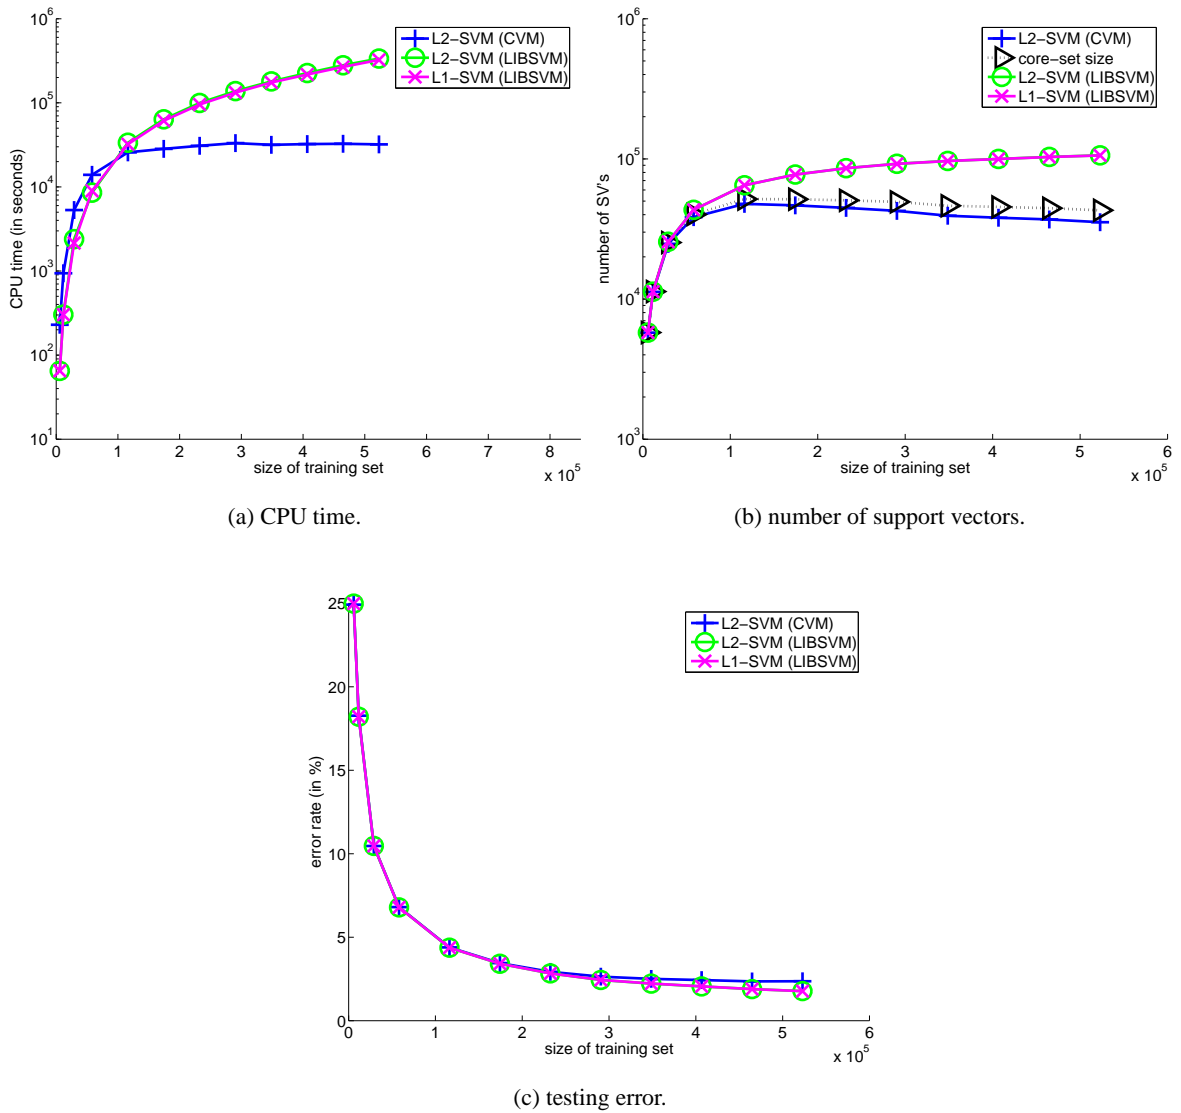 10^6
10^5
10^4
10^3
10^2
10^1
CPU time (in seconds)
L2−SVM (CVM)
L2−SVM (LIBSVM)
L1−SVM (LIBSVM)
0 1 2 3 4 5 6 7 8
size of training set
x 10^5
(a) CPU time.
10^6
10^5
10^4
10^3
number of SV's
L2−SVM (CVM)
core−set size
L2−SVM (LIBSVM)
L1−SVM (LIBSVM)
0 1 2 3 4 5 6
size of training set
x 10^5
(b) number of support vectors.
25
20
15
10
5
0
error rate (in %)
L2−SVM (CVM)
L2−SVM (LIBSVM)
L1−SVM (LIBSVM)
0 1 2 3 4 5 6
size of training set
x 10^5
(c) testing error.